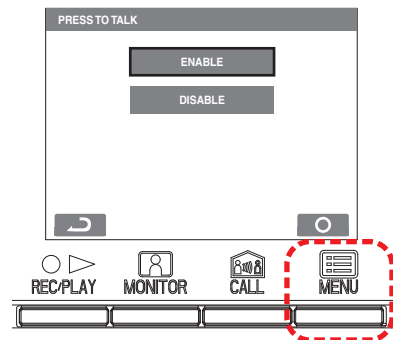 PRESS TO TALK
ENABLE
DISABLE
REC/PLAY MONITOR CALL MENU